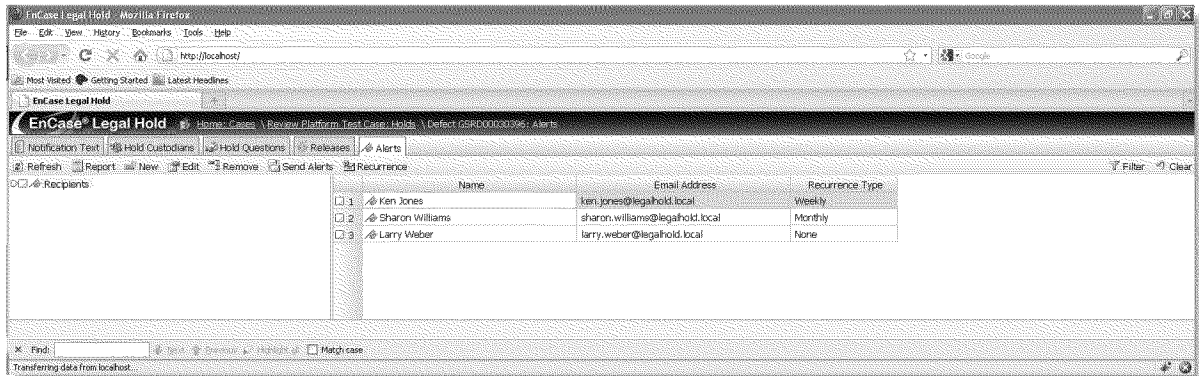 EnCase Legal Hold - Mozilla Firefox
File Edit View History Bookmarks Tools Help
http://localhost/
Google
Most Visited Getting Started Latest Headlines
EnCase Legal Hold
EnCase® Legal Hold Home: Cases \ Review Platform Test Case: Holds \ Defect GSRD00030396: Alerts
Notification Text Hold Custodians Hold Questions Releases Alerts
Refresh Report New Edit Remove Send Alerts Recurrence Filter Clear
Recipients
Name Email Address Recurrence Type
1 Ken Jones ken.jones@legalhold.local Weekly
2 Sharon Williams sharon.williams@legalhold.local Monthly
3 Larry Weber larry.weber@legalhold.local None
Find: Next Previous Highlight all Match case
Transferring data from localhost...